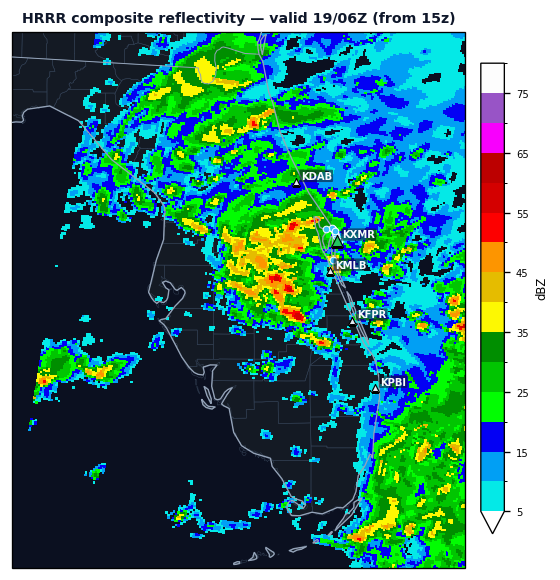 HRRR composite reflectivity — valid 19/06Z (from 15z)
KDAB
KXMR
KMLB
KFPR
KPBI
75
65
55
45
35
25
15
5
dBZ